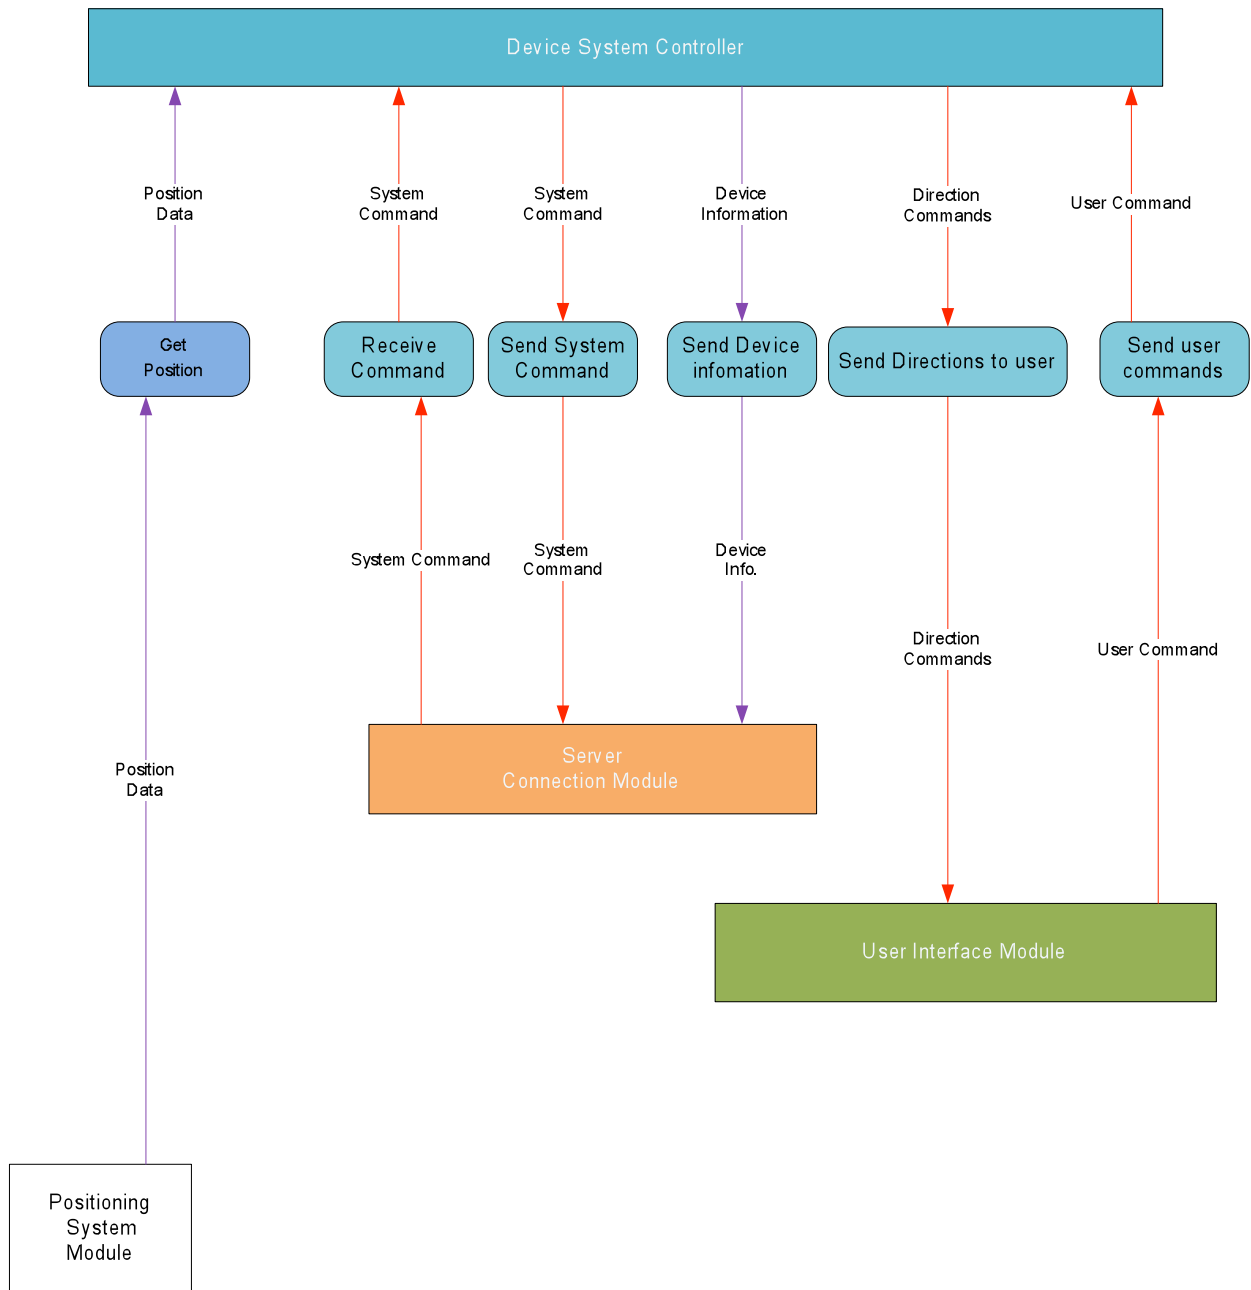 Device System Controller
Position
Data
System
Command
System
Command
Device
Information
Direction
Commands
User Command
Get
Position
Receive
Command
Send System
Command
Send Device
infomation
Send Directions to user
Send user
commands
System Command
System
Command
Device
Info.
Direction
Commands
User Command
Server
Connection Module
Position
Data
User Interface Module
Positioning
System
Module